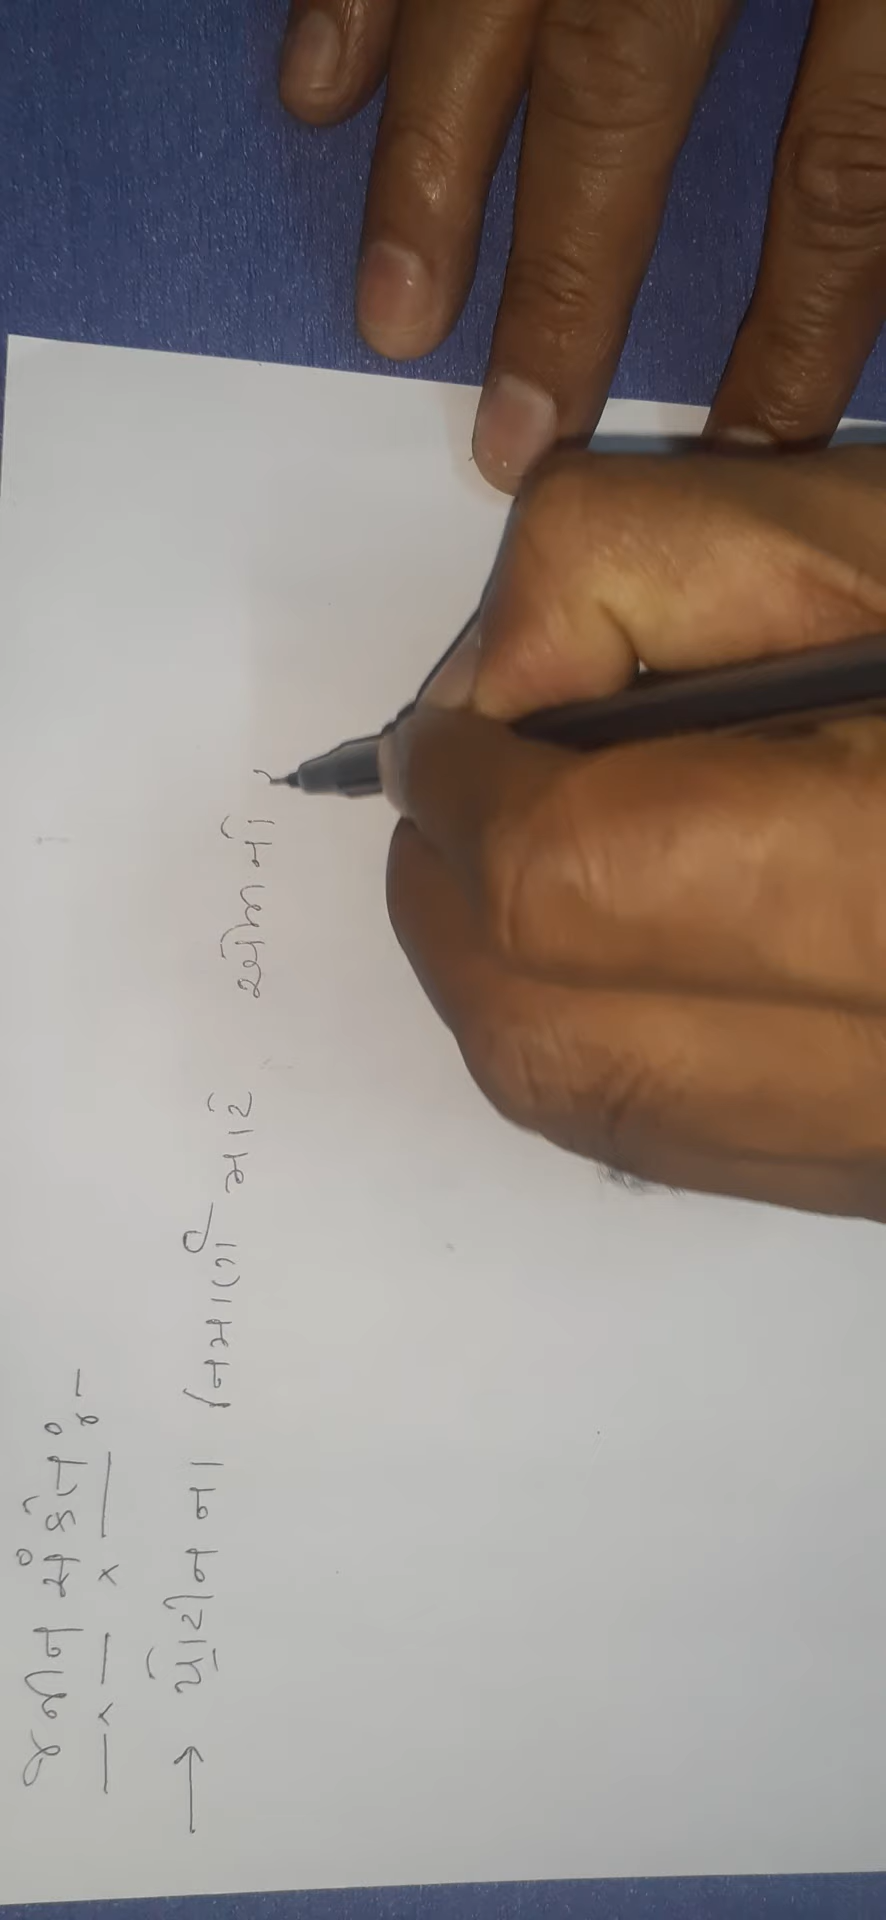 જનીન સંકેત :-
→ પ્રોટીન ના નિર્માણ માટે એમિનો